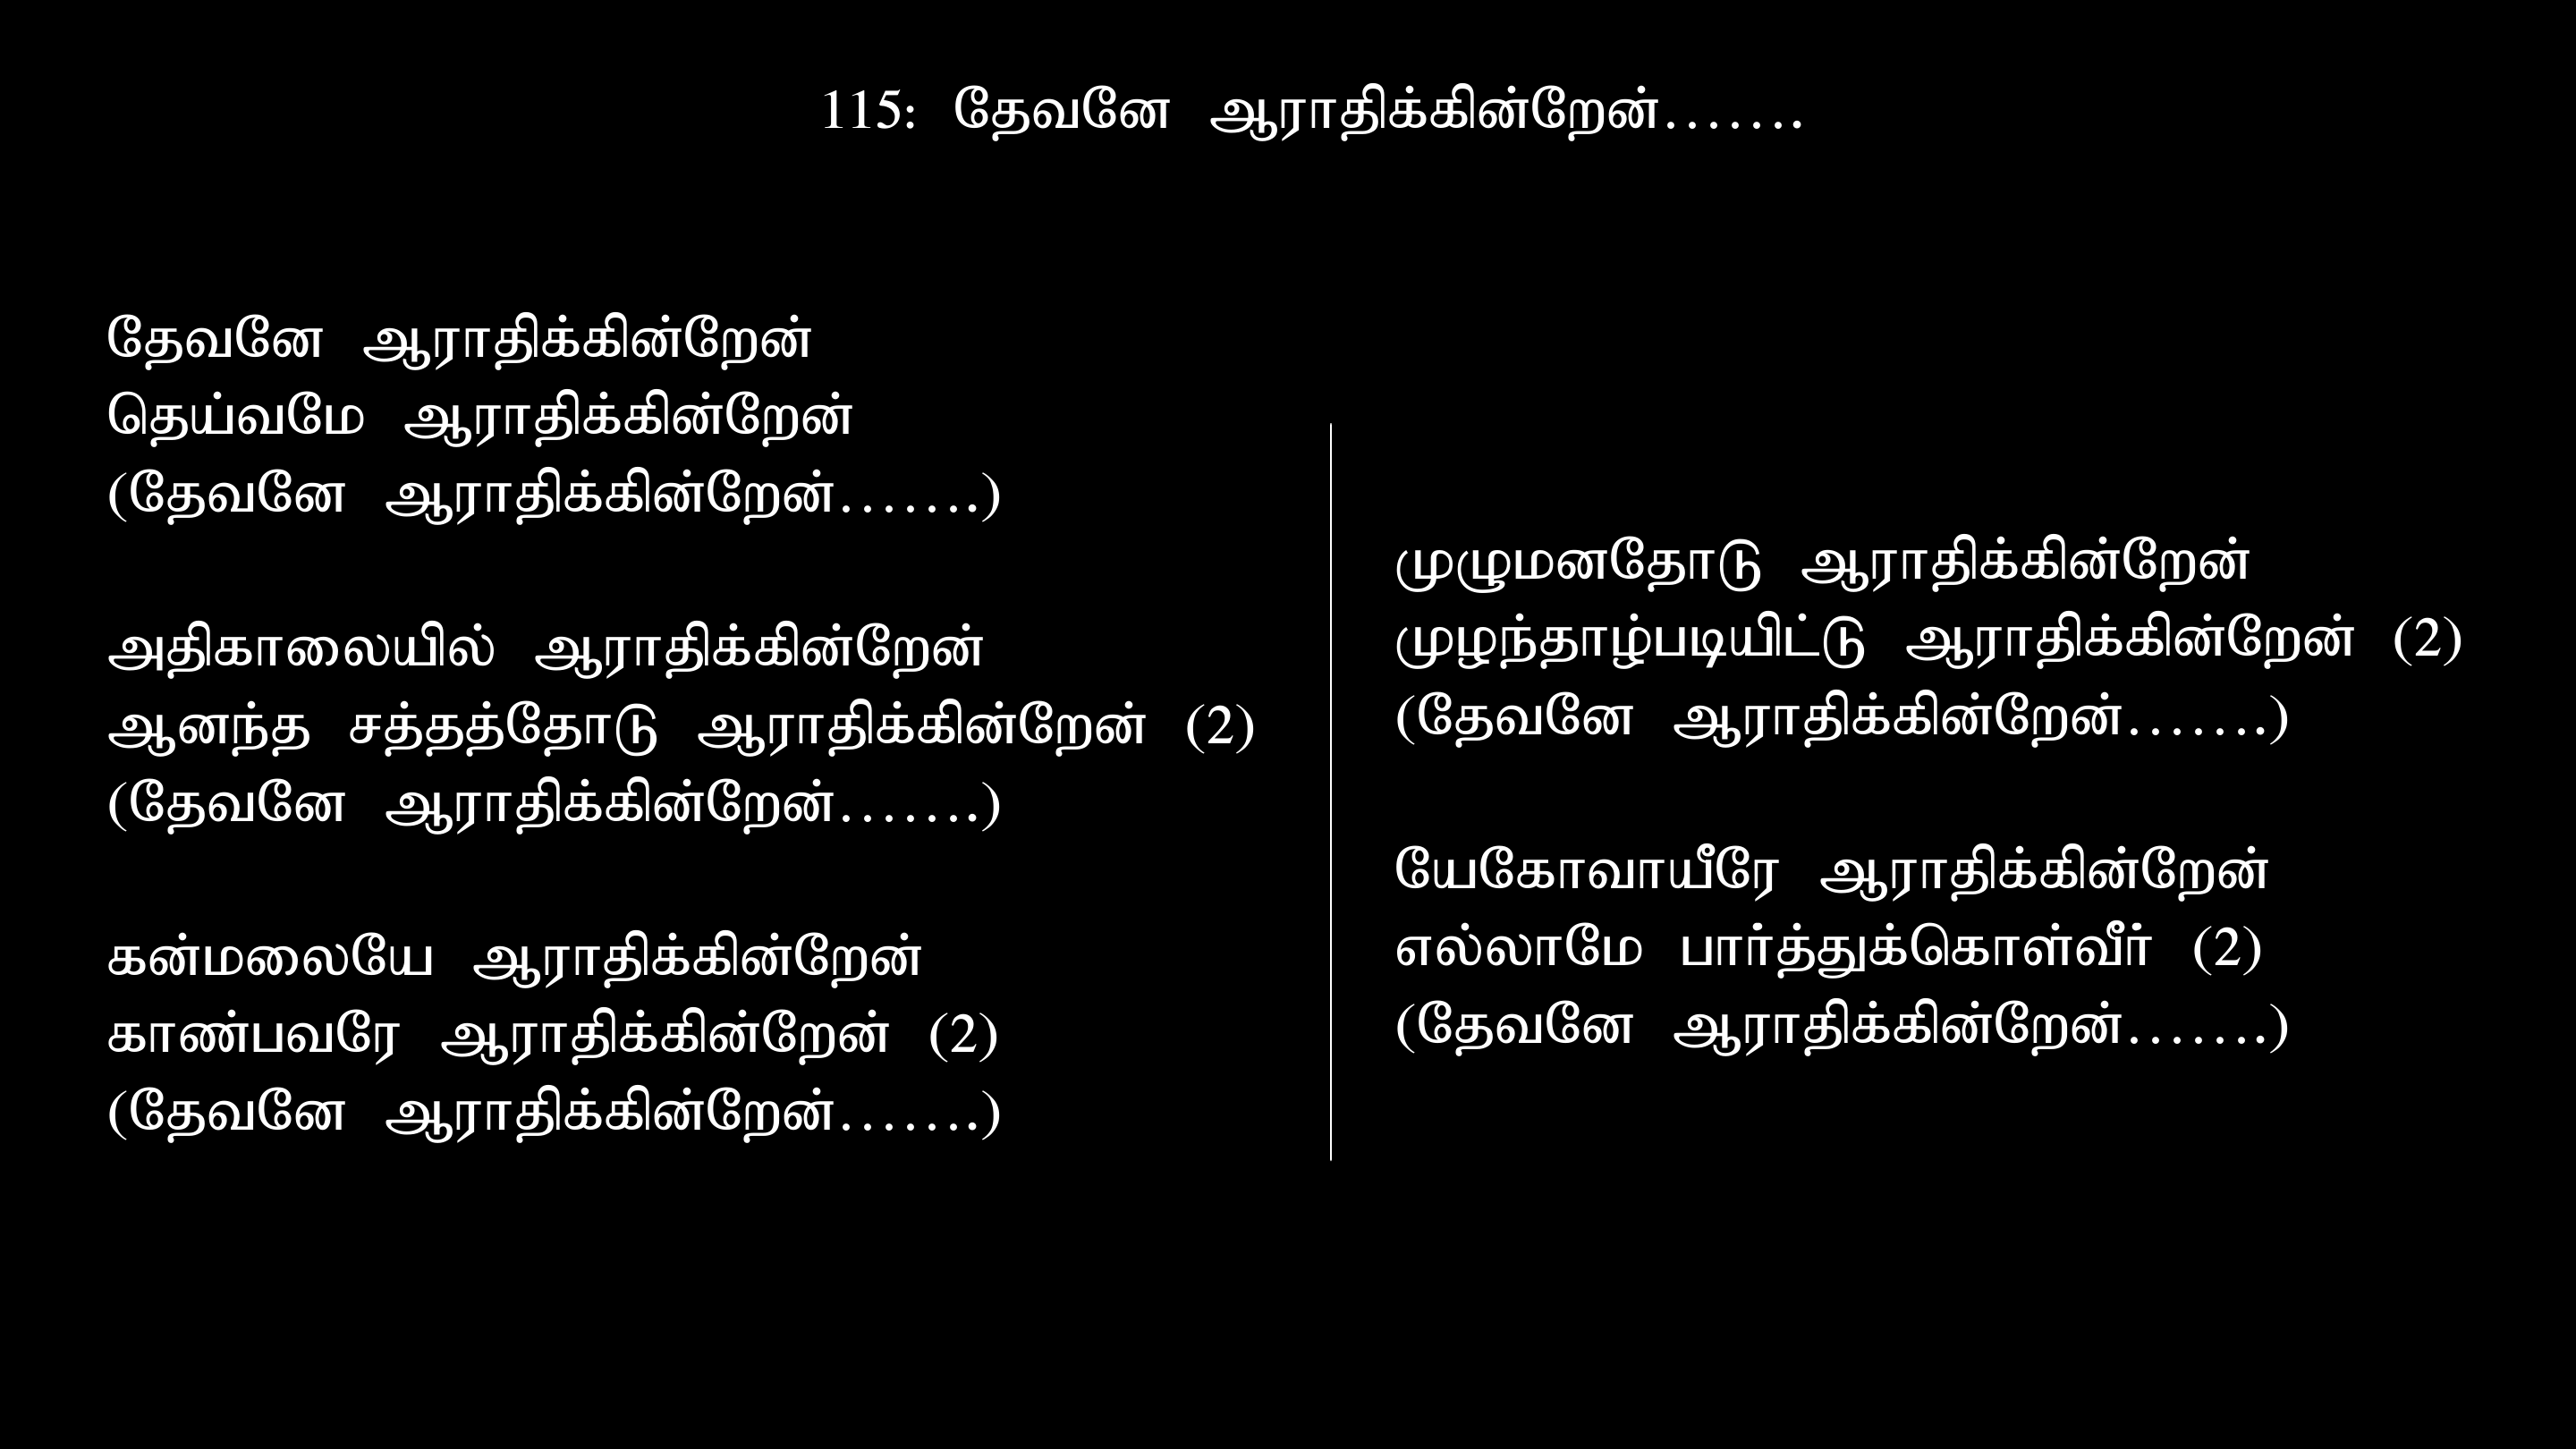 115: தேவனே ஆராதிக்கின்றேன்…….
தேவனே ஆராதிக்கின்றேன்
தெய்வமே ஆராதிக்கின்றேன்
(தேவனே ஆராதிக்கின்றேன்…….)
அதிகாலையில் ஆராதிக்கின்றேன்
ஆனந்த சத்தத்தோடு ஆராதிக்கின்றேன் (2)
(தேவனே ஆராதிக்கின்றேன்…….)
கன்மலையே ஆராதிக்கின்றேன்
காண்பவரே ஆராதிக்கின்றேன் (2)
(தேவனே ஆராதிக்கின்றேன்…….)
முழுமனதோடு ஆராதிக்கின்றேன்
முழந்தாழ்படியிட்டு ஆராதிக்கின்றேன் (2)
(தேவனே ஆராதிக்கின்றேன்…….)
யேகோவாயீரே ஆராதிக்கின்றேன்
எல்லாமே பார்த்துக்கொள்வீர் (2)
(தேவனே ஆராதிக்கின்றேன்…….)